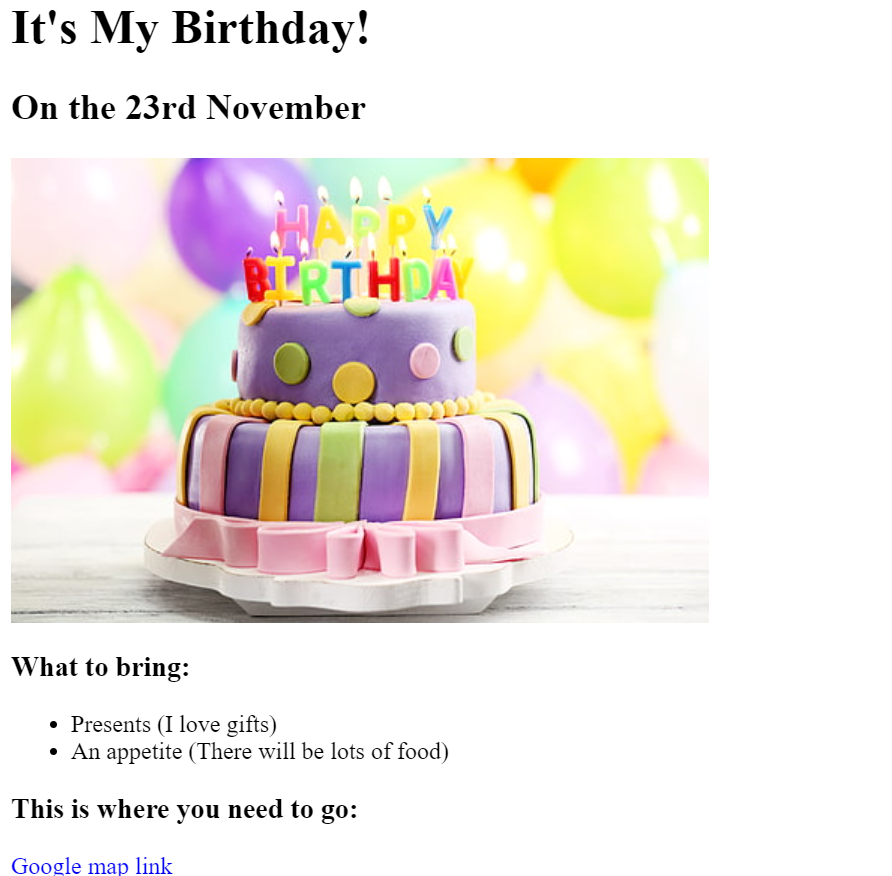 It's My Birthday!
On the 23rd November
HAPPY
BIRTHDAY
What to bring:
Presents (I love gifts)
An appetite (There will be lots of food)
This is where you need to go:
Google map link